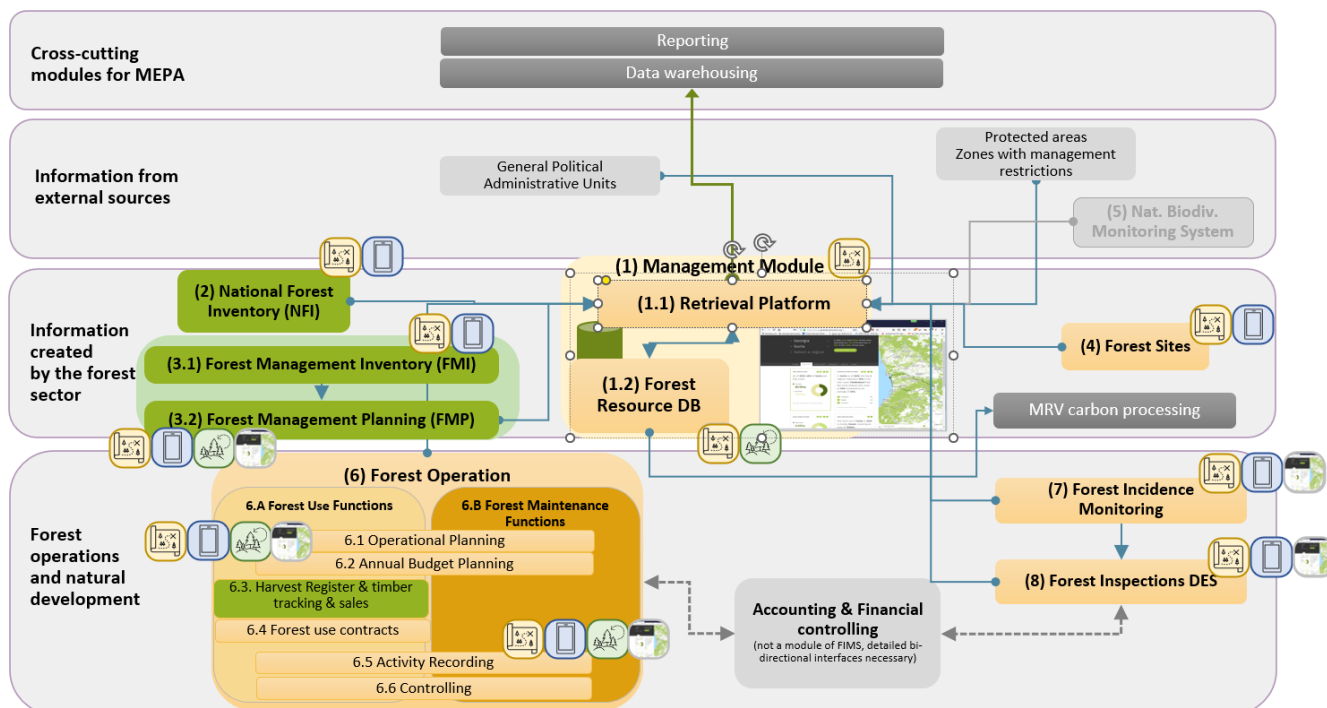 Cross-cutting
modules for MEPA
Reporting
Data warehousing
Information from
external sources
General Political
Administrative Units
Protected areas
Zones with management
restrictions
(5) Nat. Biodiv.
Monitoring System
Information
created
by the forest
sector
(2) National Forest
Inventory (NFI)
(3.1) Forest Management Inventory (FMI)
(3.2) Forest Management Planning (FMP)
(1) Management Module
(1.1) Retrieval Platform
(1.2) Forest
Resource DB
(4) Forest Sites
MRV carbon processing
Forest
operations
and natural
development
(6) Forest Operation
6.A Forest Use Functions
6.B Forest Maintenance
Functions
6.1 Operational Planning
6.2 Annual Budget Planning
6.3. Harvest Register & timber
tracking & sales
6.4 Forest use contracts
6.5 Activity Recording
6.6 Controlling
Accounting & Financial
controlling
(not a module of FIMS, detailed bi-
directional interfaces necessary)
(7) Forest Incidence
Monitoring
(8) Forest Inspections DES